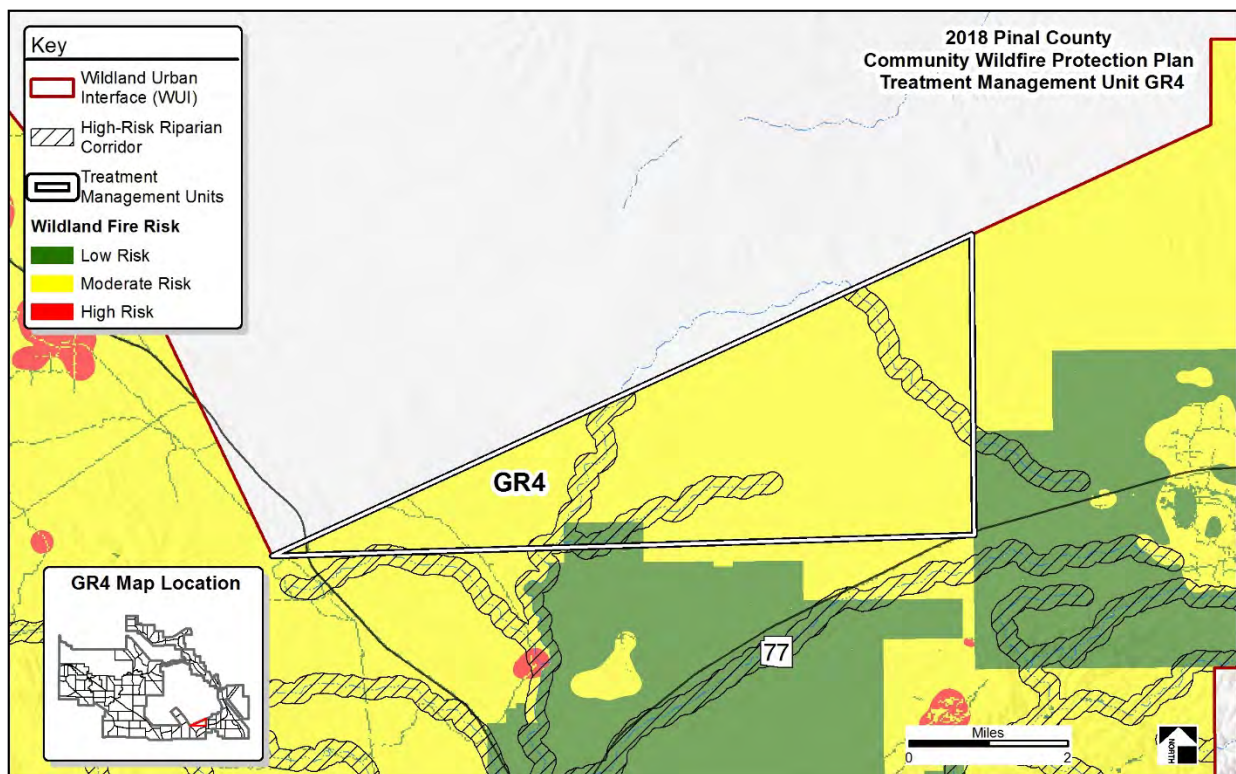 Key
Wildland Urban
Interface (WUI)
High-Risk Riparian
Corridor
Treatment
Management Units
Wildland Fire Risk
Low Risk
Moderate Risk
High Risk
2018 Pinal County
Community Wildfire Protection Plan
Treatment Management Unit GR4
GR4
77
GR4 Map Location
Miles
0 2
NORTH